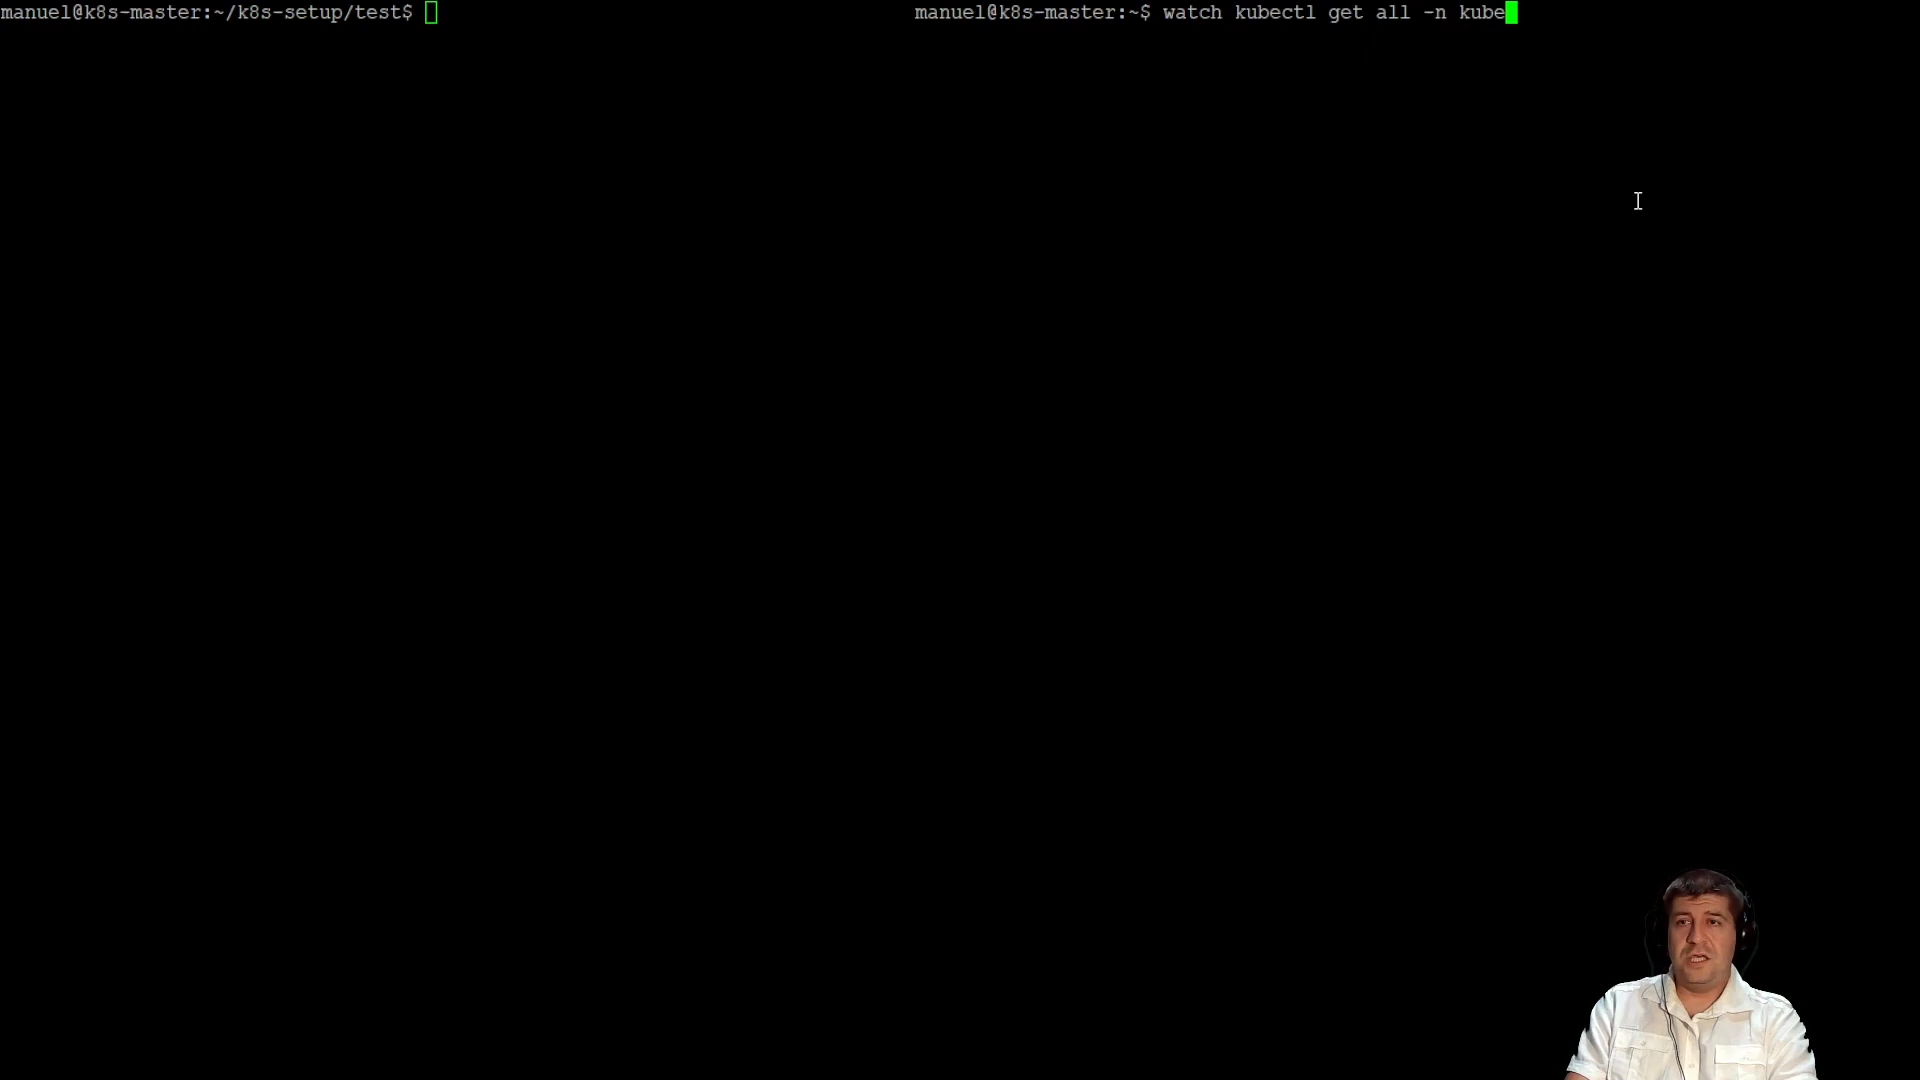 manuel@k8s-master:~/k8s-setup/test$
manuel@k8s-master:~$ watch kubectl get all -n kube